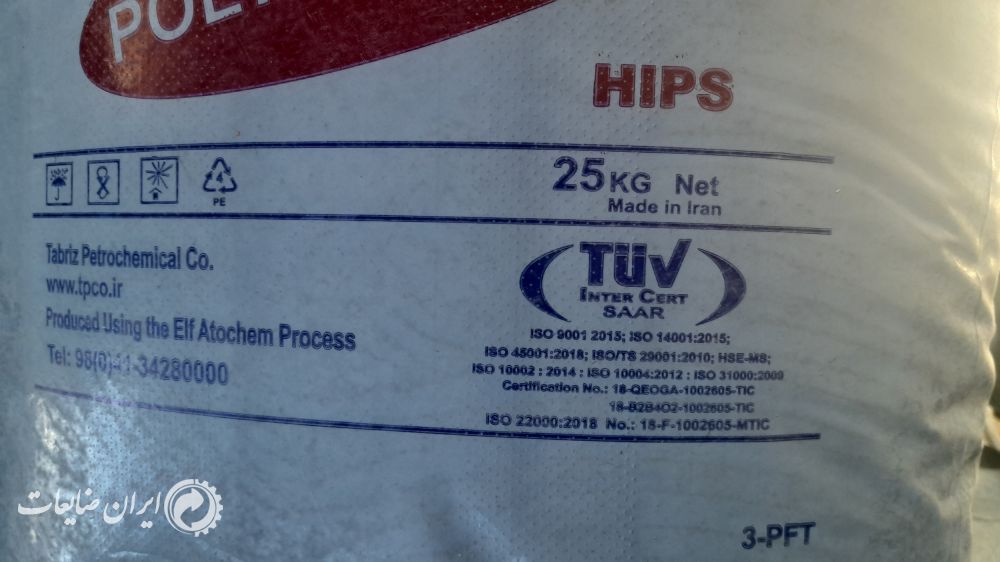 HIPS
4
PE
25KG Net
Made in Iran
Tabriz Petrochemical Co.
www.tpco.ir
Produced Using the Elf Atochem Process
Tel: 98(0)41-34280000
TÜV
INTER CERT
SAAR
ISO 9001 2015; ISO 14001:2015;
ISO 45001:2018; ISO/TS 29001:2010; HSE-MS;
ISO 10002 : 2014 : ISO 10004:2012 : ISO 31000:2009
Certification No.: 18-QEOGA-1002605-TIC
18-B2B4O2-1002605-TIC
ISO 22000:2018 No.: 18-F-1002605-MTIC
3-PFT
ایران ضایعات